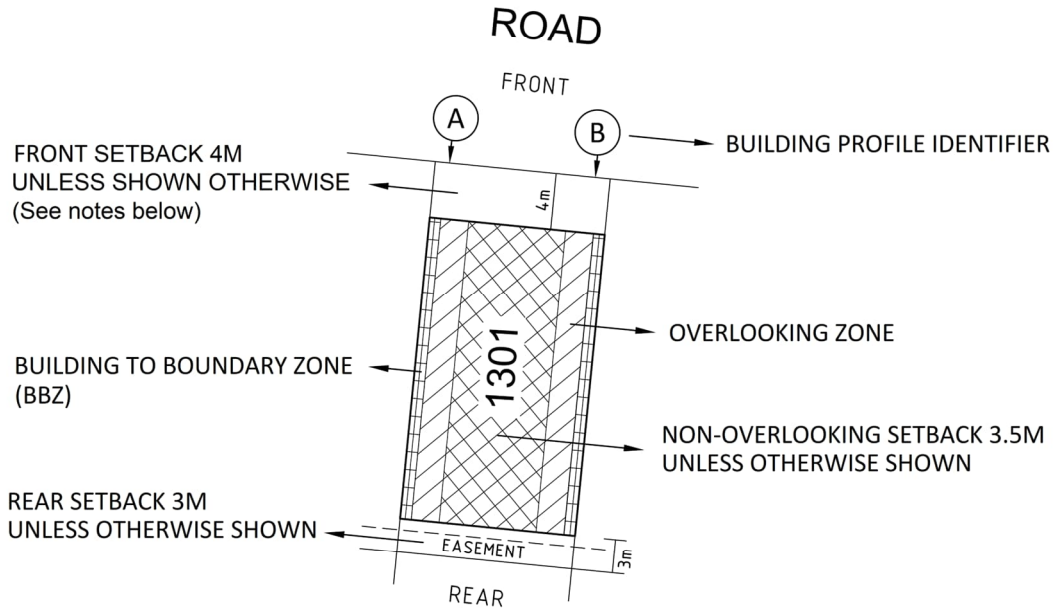 ROAD
FRONT
A
B
BUILDING PROFILE IDENTIFIER
FRONT SETBACK 4M
UNLESS SHOWN OTHERWISE
(See notes below)
4m
1301
OVERLOOKING ZONE
BUILDING TO BOUNDARY ZONE
(BBZ)
NON-OVERLOOKING SETBACK 3.5M
UNLESS OTHERWISE SHOWN
REAR SETBACK 3M
UNLESS OTHERWISE SHOWN
EASEMENT
3m
REAR